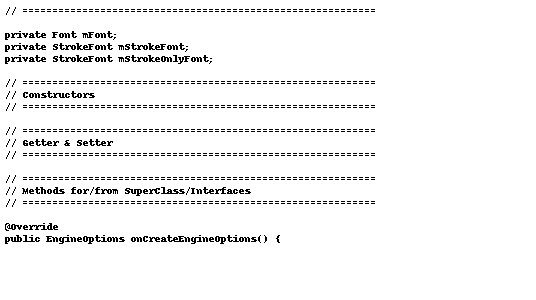 // ===========================================================
private Font mFont;
private StrokeFont mStrokeFont;
private StrokeFont mStrokeOnlyFont;
// ===========================================================
// Constructors
// ===========================================================
// ===========================================================
// Getter & Setter
// ===========================================================
// ===========================================================
// Methods for/from SuperClass/Interfaces
// ===========================================================
@Override
public EngineOptions onCreateEngineOptions() {